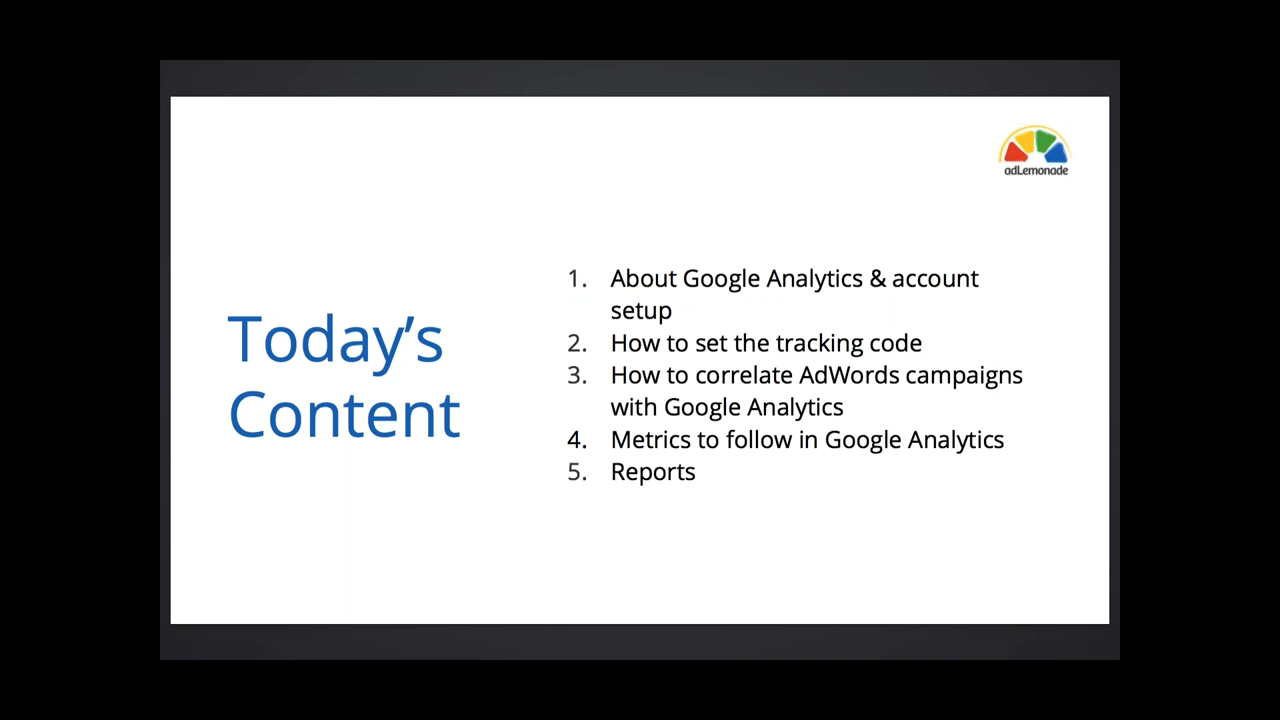 adLemonade
Today’s
Content
1. About Google Analytics & account
setup
2. How to set the tracking code
3. How to correlate AdWords campaigns
with Google Analytics
4. Metrics to follow in Google Analytics
5. Reports